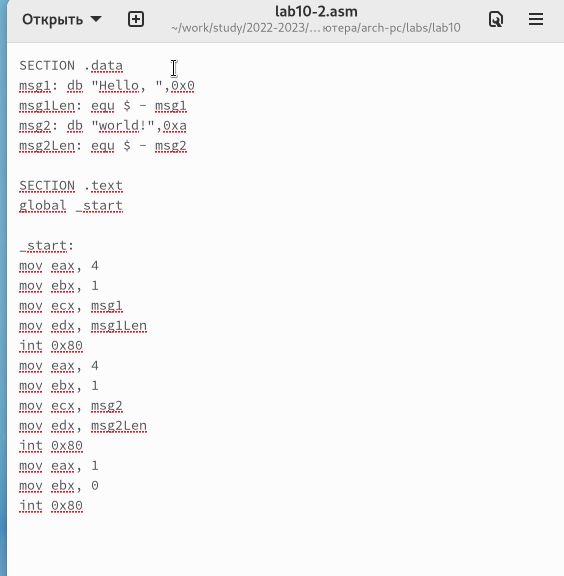 Открыть
lab10-2.asm
~/work/study/2022-2023/…ютера/arch-pc/labs/lab10
SECTION .data
msg1: db "Hello, ",0x0
msg1Len: equ $ - msg1
msg2: db "world!",0xa
msg2Len: equ $ - msg2
SECTION .text
global _start
_start:
mov eax, 4
mov ebx, 1
mov ecx, msg1
mov edx, msg1Len
int 0x80
mov eax, 4
mov ebx, 1
mov ecx, msg2
mov edx, msg2Len
int 0x80
mov eax, 1
mov ebx, 0
int 0x80